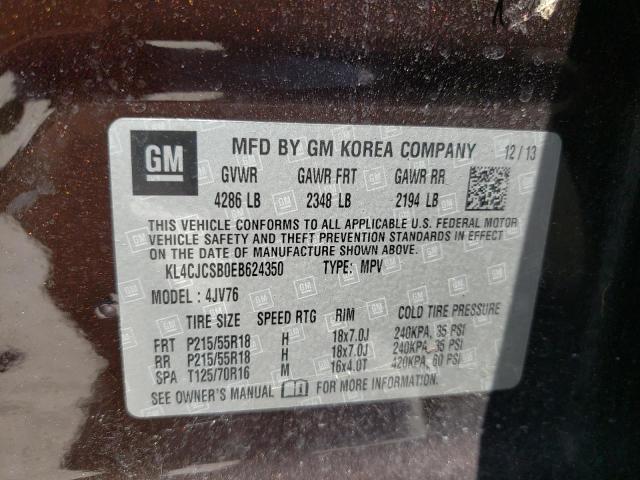 GM MFD BY GM KOREA COMPANY 12/13
GVWR GAWR FRT GAWR RR
4286 LB 2348 LB 2194 LB
THIS VEHICLE CONFORMS TO ALL APPLICABLE U.S. FEDERAL MOTOR
VEHICLE SAFETY AND THEFT PREVENTION STANDARDS IN EFFECT
ON THE DATE OF MANUFACTURE SHOWN ABOVE.
KL4CJCSB0EB624350 TYPE: MPV
MODEL : 4JV76
TIRE SIZE SPEED RTG RIM COLD TIRE PRESSURE
FRT P215/55R18 H 18x7.0J 240KPA, 35 PSI
RR P215/55R18 H 18x7.0J 240KPA, 35 PSI
SPA T125/70R16 M 16x4.0T 420KPA, 60 PSI
SEE OWNER'S MANUAL FOR ADDITIONAL INFORMATION